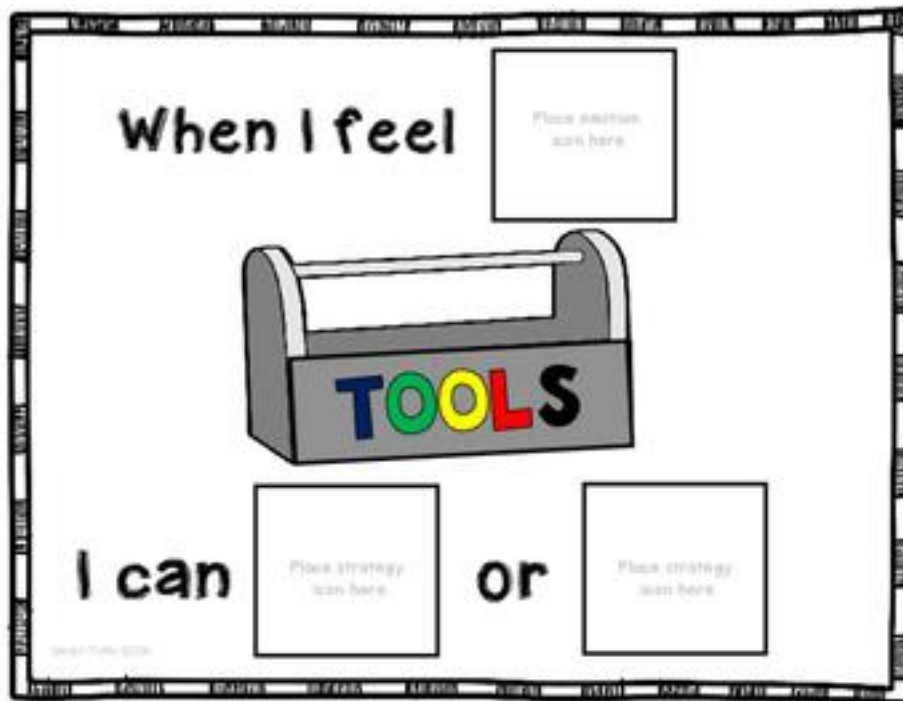 When I feel
Place emotion
icon here
TOOLS
I can
Place strategy
icon here
or
Place strategy
icon here